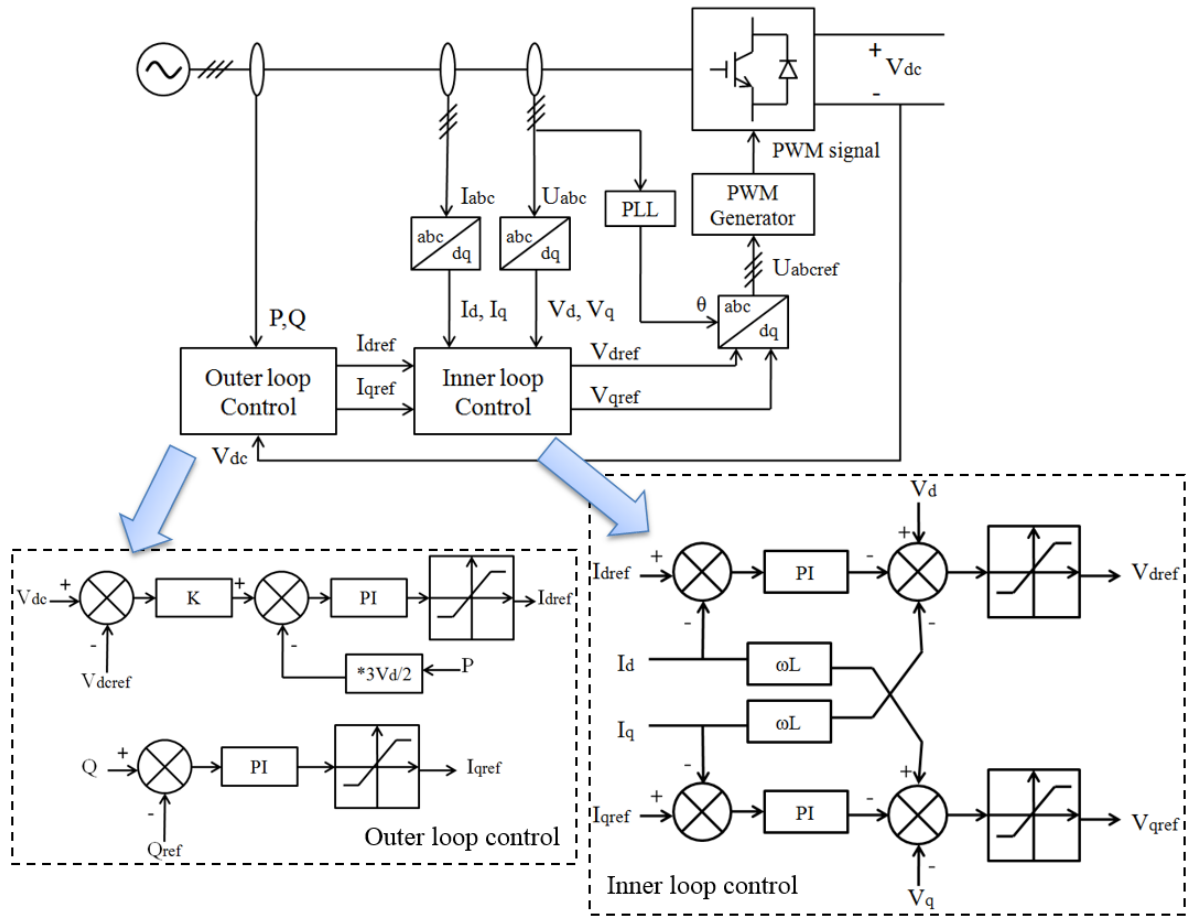 +
Vdc
-
PWM signal
Iabc
Uabc
PLL
PWM
Generator
abc
dq
abc
dq
Uabcref
θ
abc
dq
P,Q
Id, Iq
Vd, Vq
Idref
Iqref
Outer loop
Control
Inner loop
Control
Vdref
Vqref
Vdc
Vdc
+
-
Vdcref
K
+
-
PI
Idref
*3Vd/2
P
Q
+
-
Qref
PI
Iqref
Outer loop control
Vd
Idref
+
-
PI
-
+
-
Vdref
Id
ωL
Iq
ωL
Iqref
+
-
PI
-
+
-
Vqref
Vq
Inner loop control